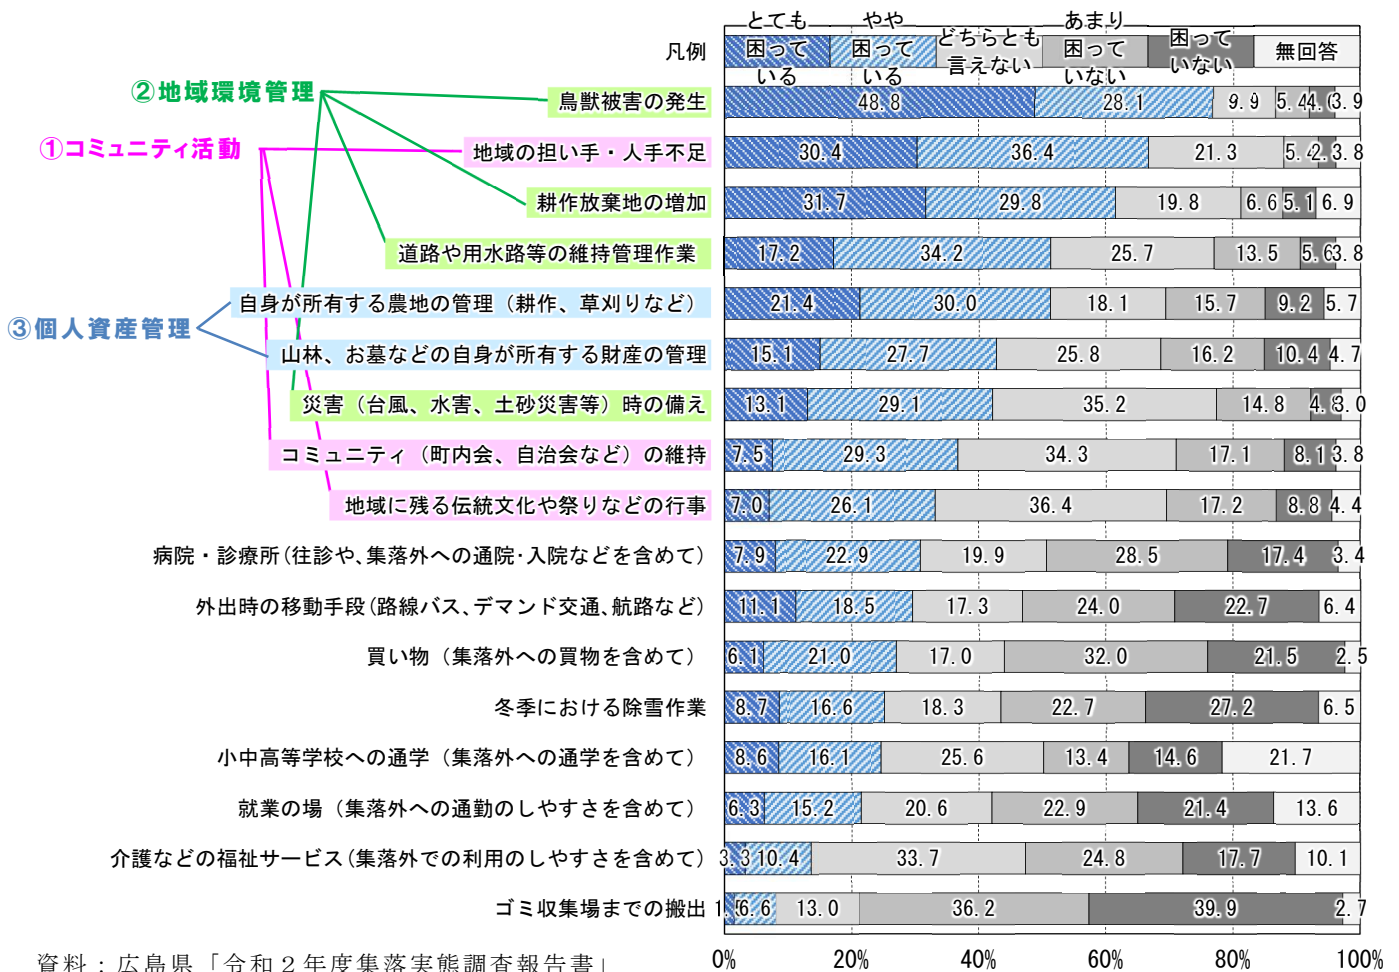 凡例
とても
困って
いる
やや
困って
いる
どちらとも
言えない
あまり
困って
いない
困って
いない
無回答
②地域環境管理
①コミュニティ活動
③個人資産管理
鳥獣被害の発生 48.8 28.1 9.9 5.4 3.9
地域の担い手・人手不足 30.4 36.4 21.3 3.8
耕作放棄地の増加 31.7 29.8 19.8 6.6 5.1 6.9
道路や用水路等の維持管理作業 17.2 34.2 25.7 13.5 5.6 3.8
自身が所有する農地の管理（耕作、草刈りなど） 21.4 30.0 18.1 15.7 9.2 5.7
山林、お墓などの自身が所有する財産の管理 15.1 27.7 25.8 16.2 10.4 4.7
災害（台風、水害、土砂災害等）時の備え 13.1 29.1 35.2 14.8 3.0
コミュニティ（町内会、自治会など）の維持 7.5 29.3 34.3 17.1 8.1 3.8
地域に残る伝統文化や祭りなどの行事 7.0 26.1 36.4 17.2 8.8 4.4
病院・診療所(往診や、集落外への通院・入院などを含めて) 7.9 22.9 19.9 28.5 17.4 3.4
外出時の移動手段(路線バス、デマンド交通、航路など) 11.1 18.5 17.3 24.0 22.7 6.4
買い物（集落外への買物を含めて） 6.1 21.0 17.0 32.0 21.5 2.5
冬季における除雪作業 8.7 16.6 18.3 22.7 27.2 6.5
小中高等学校への通学（集落外への通学を含めて） 8.6 16.1 25.6 13.4 14.6 21.7
就業の場（集落外への通勤のしやすさを含めて） 6.3 15.2 20.6 22.9 21.4 13.6
介護などの福祉サービス(集落外での利用のしやすさを含めて) 3.3 10.4 33.7 24.8 17.7 10.1
ゴミ収集場までの搬出 6.6 13.0 36.2 39.9 2.7
0% 20% 40% 60% 80% 100%
資料：広島県「令和２年度集落実態調査報告書」